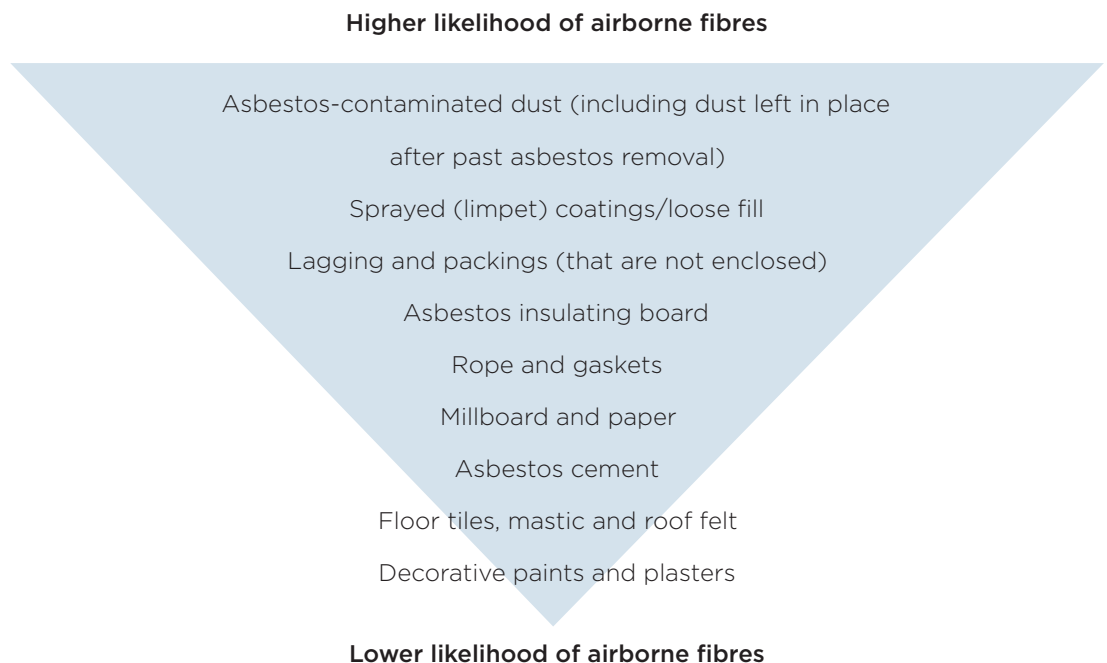 Higher likelihood of airborne fibres
Asbestos-contaminated dust (including dust left in place
after past asbestos removal)
Sprayed (limpet) coatings/loose fill
Lagging and packings (that are not enclosed)
Asbestos insulating board
Rope and gaskets
Millboard and paper
Asbestos cement
Floor tiles, mastic and roof felt
Decorative paints and plasters
Lower likelihood of airborne fibres